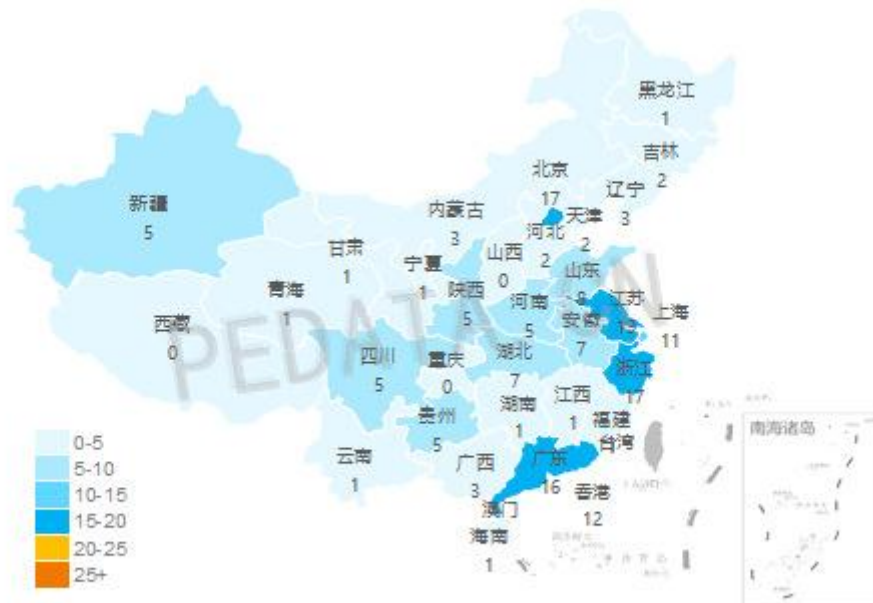 黑龙江
1
吉林
2
北京
17
辽宁
3
新疆
5
内蒙古
3
天津
2
河北
2
甘肃
1
宁夏
1
山西
0
山东
8
青海
1
陕西
5
河南
5
江苏
上海
11
安徽
7
西藏
0
四川
5
重庆
0
湖北
7
浙江
17
湖南
1
江西
1
贵州
5
福建
台湾
云南
1
广西
3
广东
16
香港
12
澳门
海南
1
南海诸岛
0-5
5-10
10-15
15-20
20-25
25+
PEDATA.CN